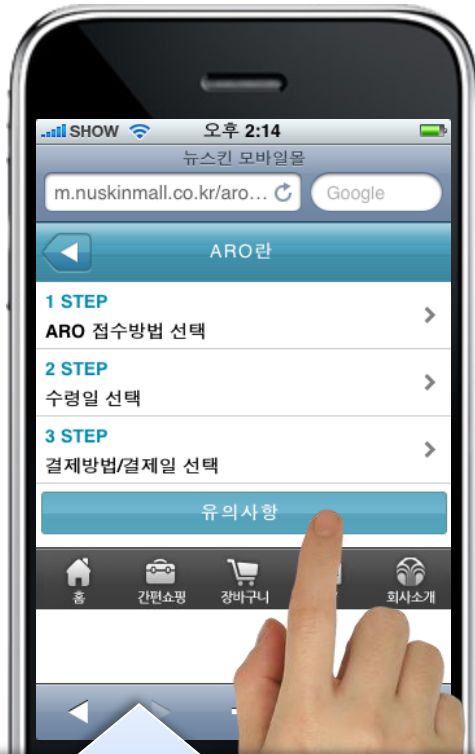 SHOW 오후 2:14
뉴스킨 모바일몰
m.nuskinmall.co.kr/aro... Google
ARO란
1 STEP
ARO 접수방법 선택
2 STEP
수령일 선택
3 STEP
결제방법/결제일 선택
유의사항
홈 간편쇼핑 장바구니 회사소개